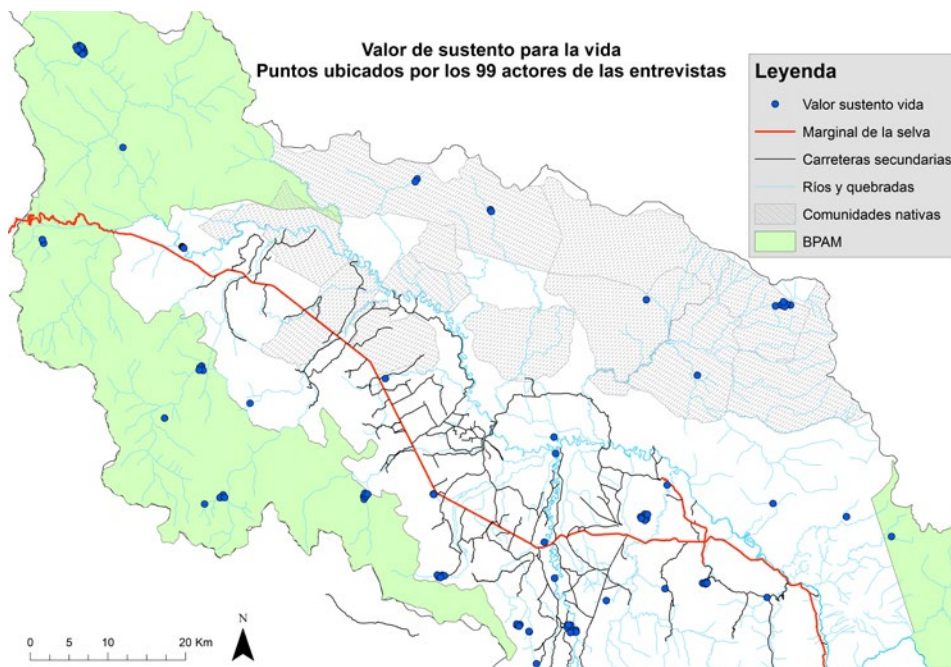 Valor de sustento para la vida
Puntos ubicados por los 99 actores de las entrevistas
Leyenda
Valor sustento vida
Marginal de la selva
Carreteras secundarias
Ríos y quebradas
Comunidades nativas
BPAM
N
0 5 10 20 Km